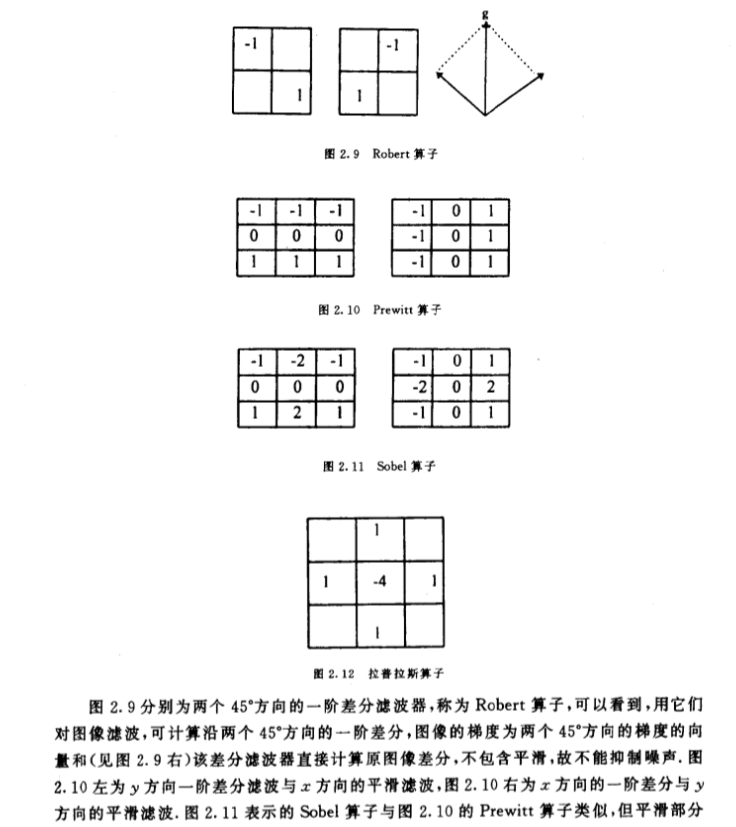 g
-1 -1
1 1
图 2.9 Robert 算子
-1 -1 -1 -1 0 1
0 0 0 -1 0 1
1 1 1 -1 0 1
图 2.10 Prewitt 算子
-1 -2 -1 -1 0 1
0 0 0 -2 0 2
1 2 1 -1 0 1
图 2.11 Sobel 算子
1
1 -4 1
1
图 2.12 拉普拉斯算子
图 2.9 分别为两个 45°方向的一阶差分滤波器,称为 Robert 算子,可以看到,用它们
对图像滤波,可计算沿两个 45°方向的一阶差分,图像的梯度为两个 45°方向的梯度的向
量和(见图 2.9 右)该差分滤波器直接计算原图像差分,不包含平滑,故不能抑制噪声.图
2.10 左为 y 方向一阶差分滤波与 x 方向的平滑滤波,图 2.10 右为 x 方向的一阶差分与 y
方向的平滑滤波.图 2.11 表示的 Sobel 算子与图 2.10 的 Prewitt 算子类似,但平滑部分